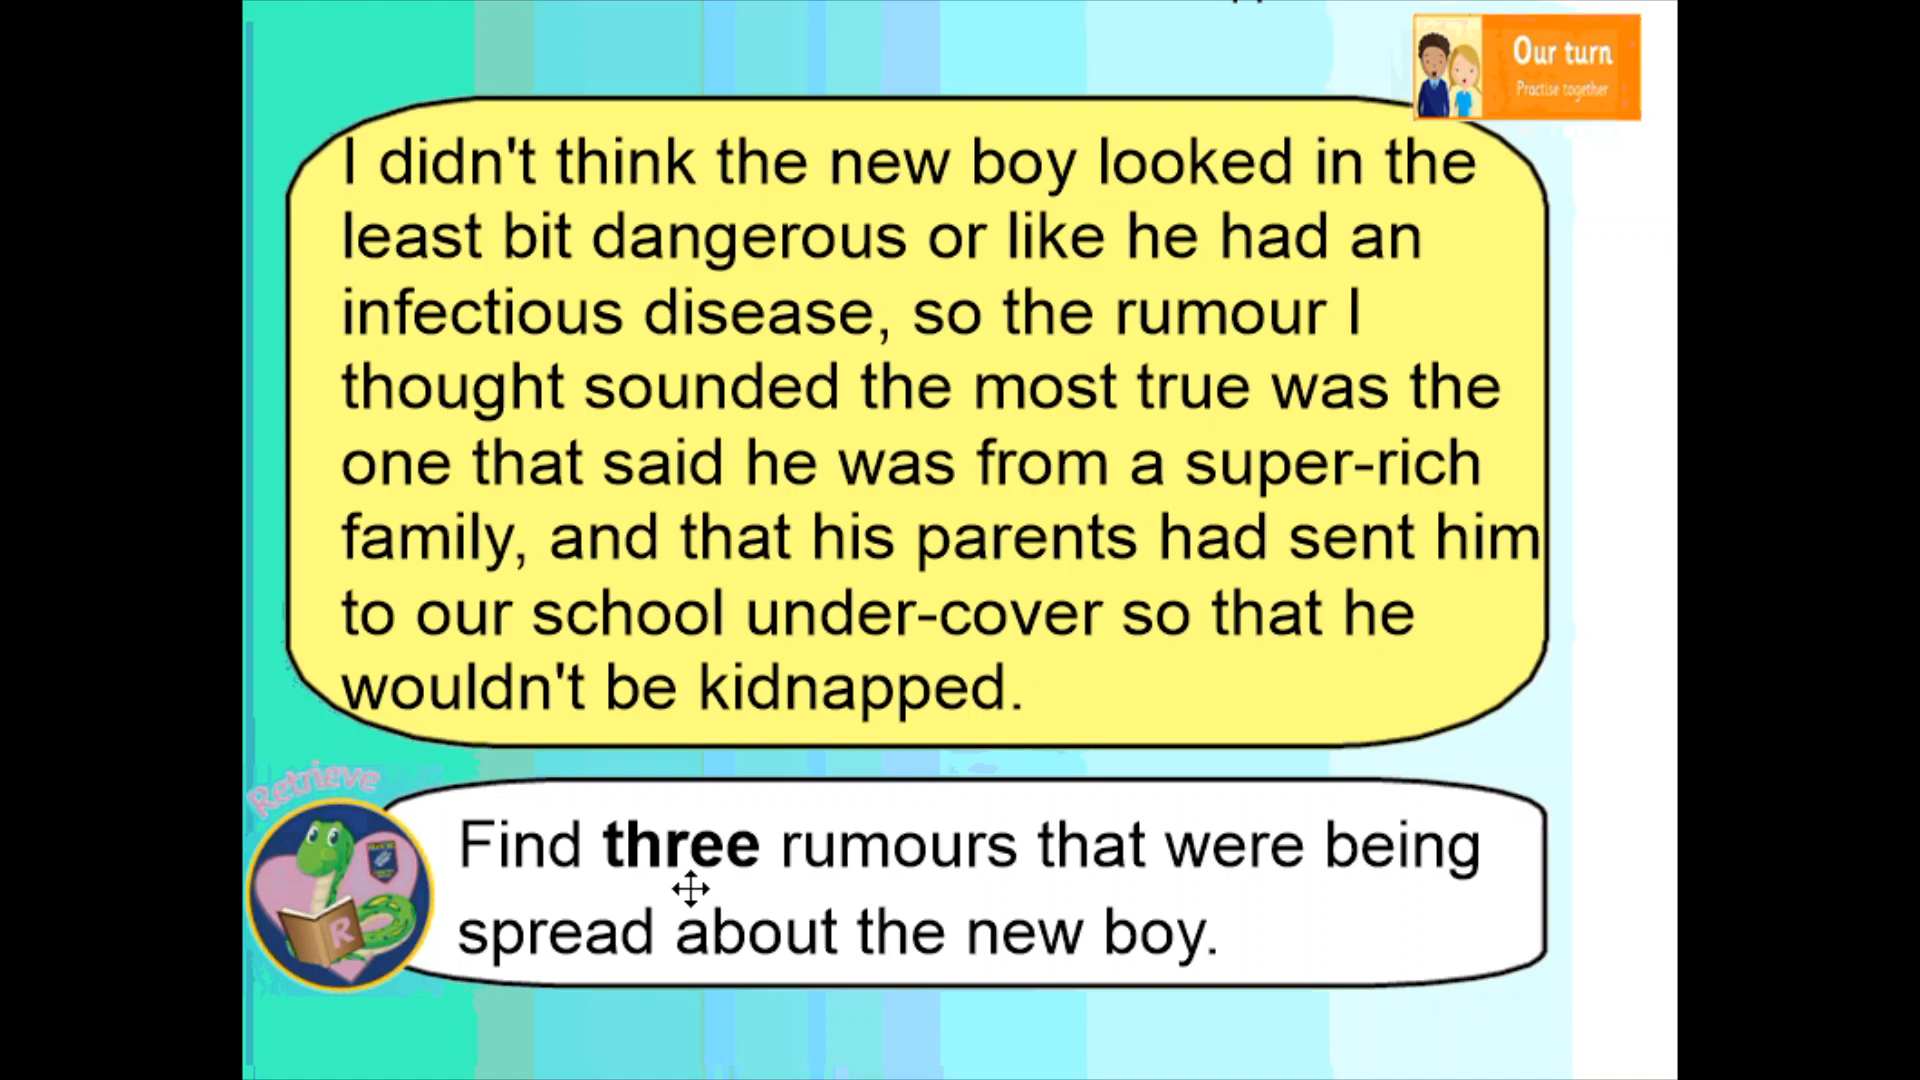 Our turn
Practise together
I didn't think the new boy looked in the
least bit dangerous or like he had an
infectious disease, so the rumour I
thought sounded the most true was the
one that said he was from a super-rich
family, and that his parents had sent him
to our school under-cover so that he
wouldn't be kidnapped.
Retrieve
R
Find three rumours that were being
spread about the new boy.